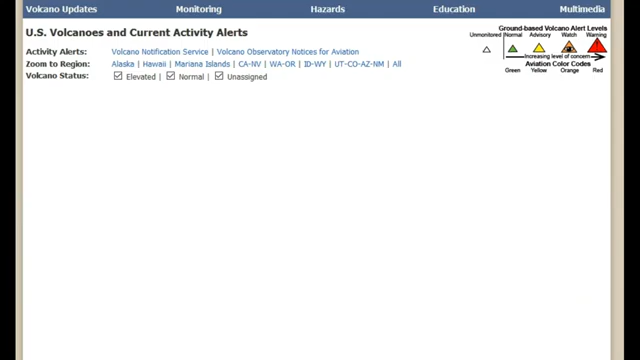 Volcano Updates Monitoring Hazards Education Multimedia
U.S. Volcanoes and Current Activity Alerts
Ground-based Volcano Alert Levels
Unmonitored Normal Advisory Watch Warning
Increasing level of concern
Aviation Color Codes
Green Yellow Orange Red
Activity Alerts: Volcano Notification Service | Volcano Observatory Notices for Aviation
Zoom to Region: Alaska | Hawaii | Mariana Islands | CA-NV | WA-OR | ID-WY | UT-CO-AZ-NM | All
Volcano Status: Elevated | Normal | Unassigned